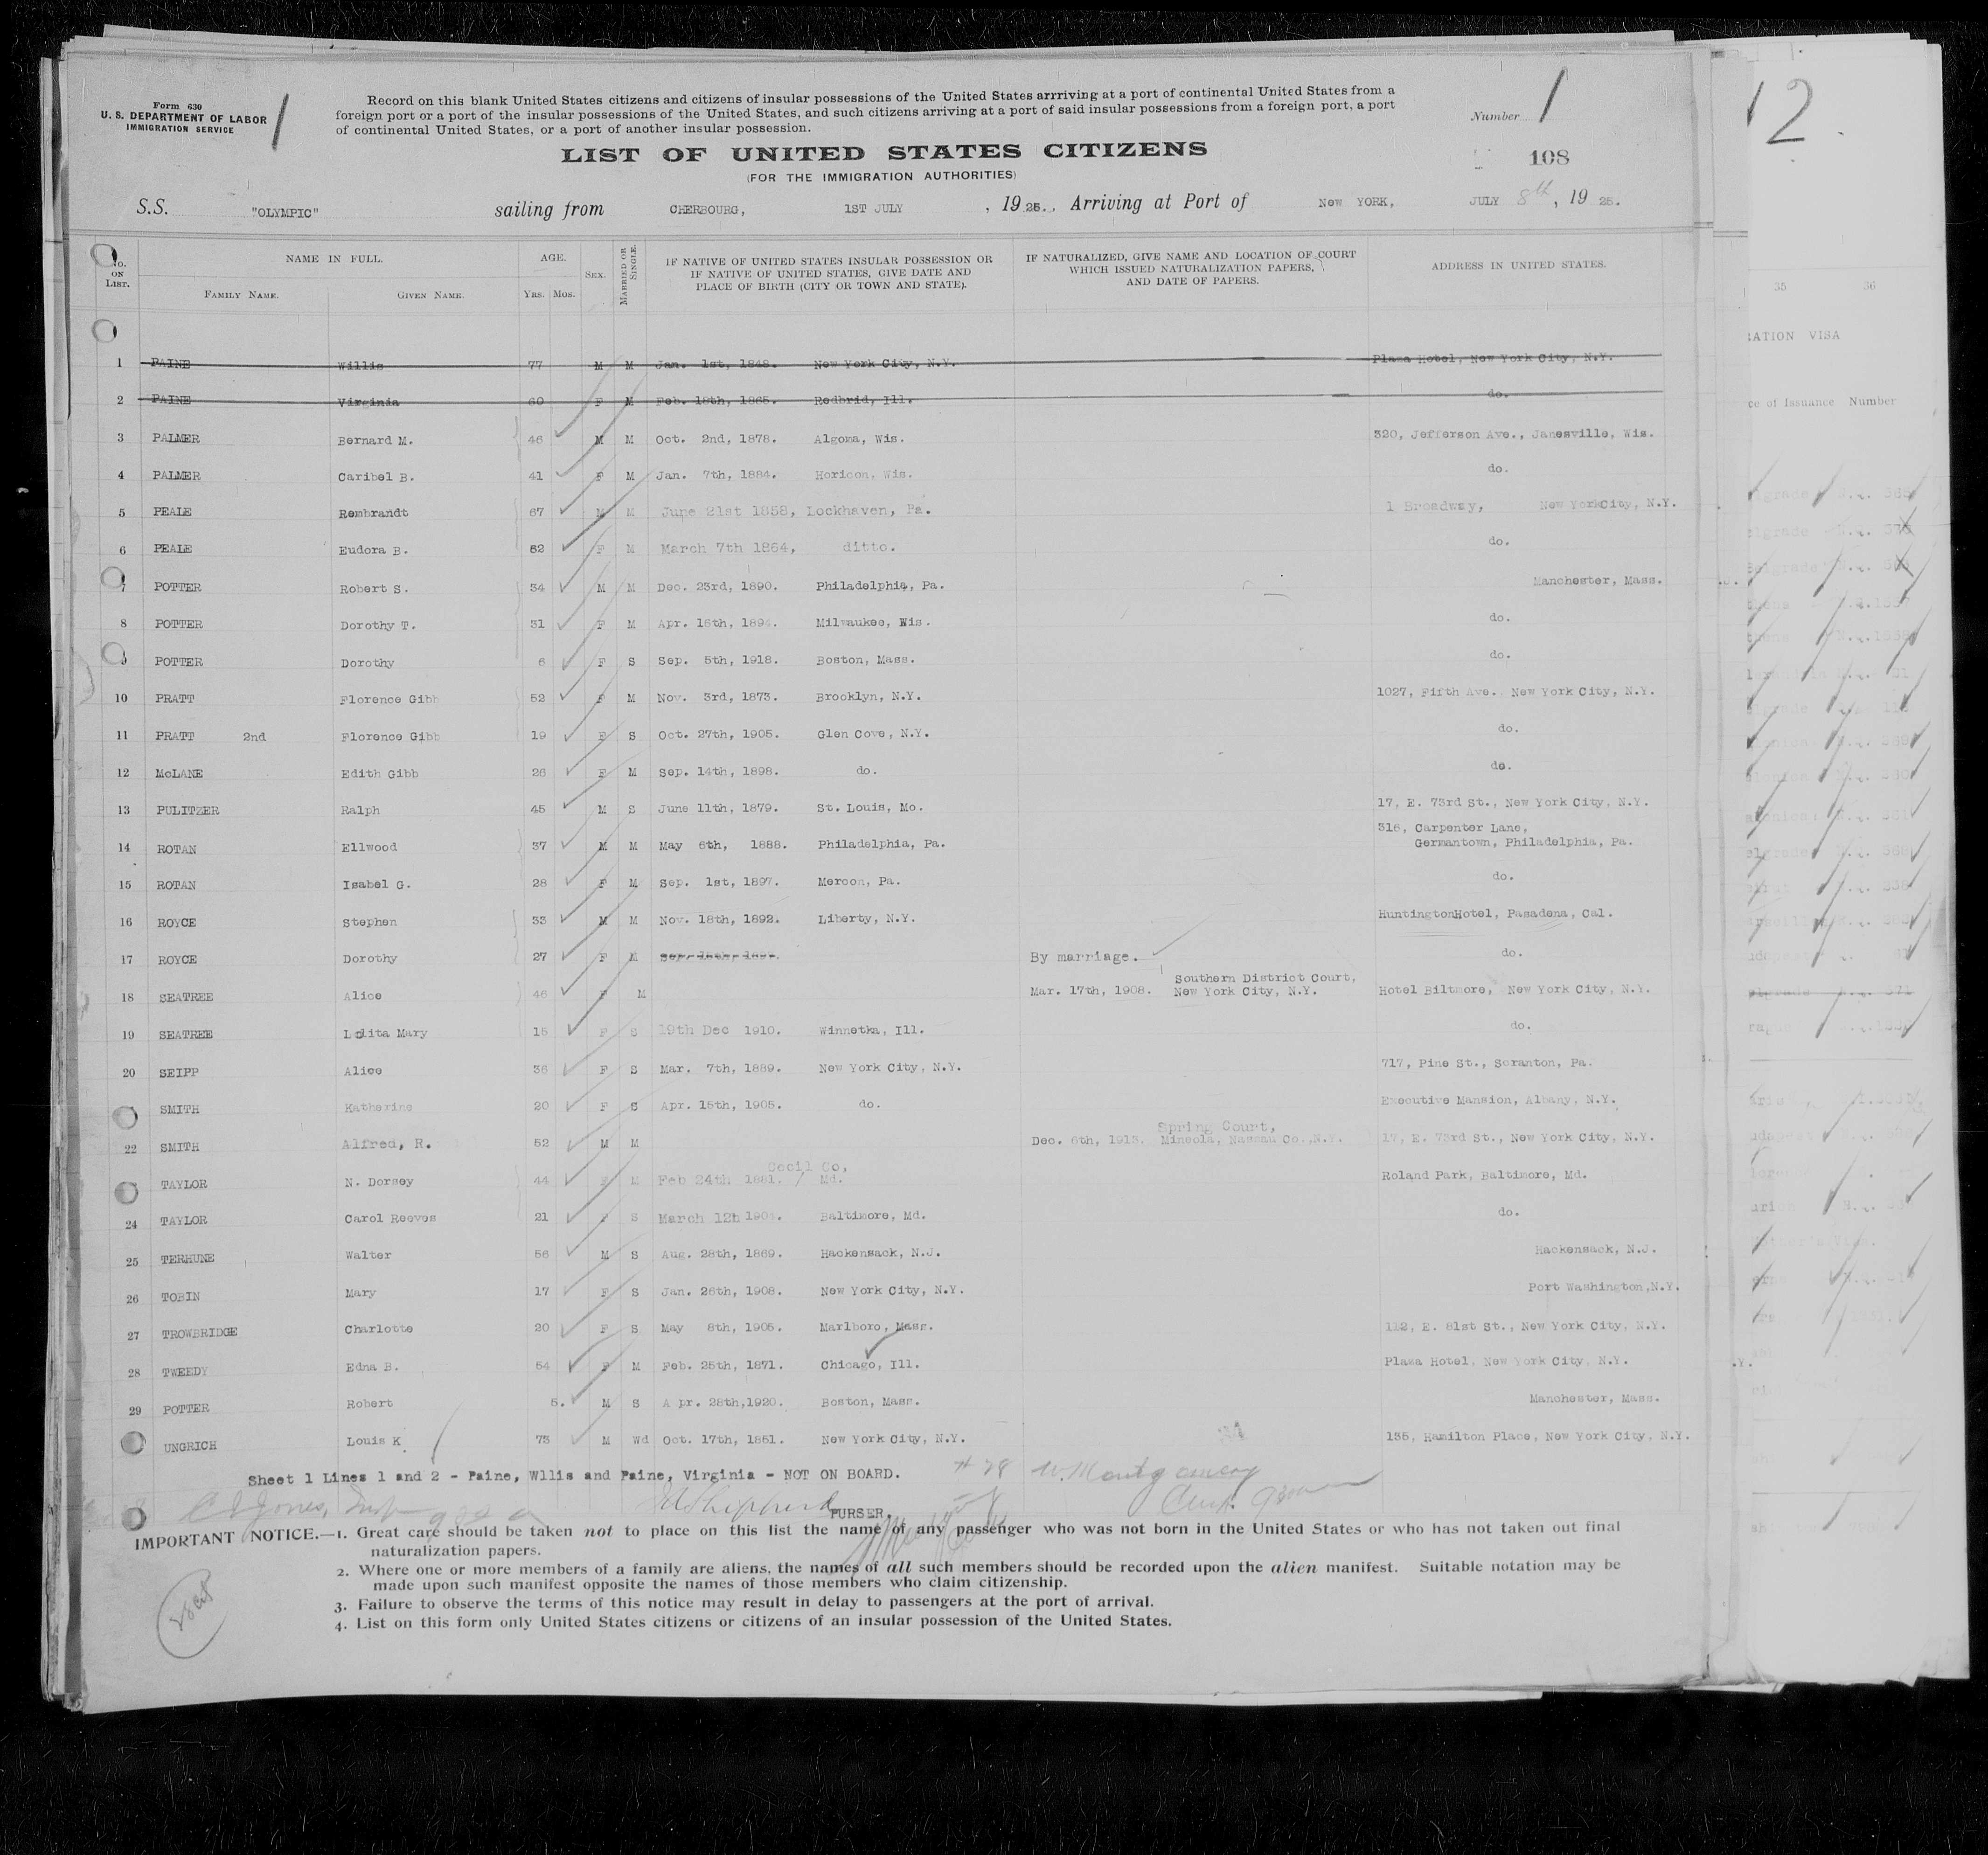 Form 630
U. S. DEPARTMENT OF LABOR
IMMIGRATION SERVICE
1
Record on this blank United States citizens and citizens of insular possessions of the United States arrriving at a port of continental United States from a
foreign port or a port of the insular possessions of the United States, and such citizens arriving at a port of said insular possessions from a foreign port, a port
of continental United States, or a port of another insular possession.
Number 1
108
LIST OF UNITED STATES CITIZENS
(FOR THE IMMIGRATION AUTHORITIES)
S.S. "OLYMPIC" sailing from CHERBOURG, 1ST JULY , 1925., Arriving at Port of NEW YORK, JULY 8th, 1925.
NO. ON LIST. NAME IN FULL. FAMILY NAME. GIVEN NAME. AGE. YRS. MOS. SEX. MARRIED OR SINGLE. IF NATIVE OF UNITED STATES INSULAR POSSESSION OR IF NATIVE OF UNITED STATES, GIVE DATE AND PLACE OF BIRTH (CITY OR TOWN AND STATE). IF NATURALIZED, GIVE NAME AND LOCATION OF COURT WHICH ISSUED NATURALIZATION PAPERS, AND DATE OF PAPERS. ADDRESS IN UNITED STATES.
1 PAINE Willis 77 M M Jan. 1st, 1848. New York City, N.Y. Plaza Hotel, New York City, N.Y.
2 PAINE Virginia 60 F M Feb. 18th, 1865. Redbrid, Ill. do.
3 PALMER Bernard M. 46 M M Oct. 2nd, 1878. Algoma, Wis. 320, Jefferson Ave., Janesville, Wis.
4 PALMER Caribel B. 41 F M Jan. 7th, 1884. Horicon, Wis. do.
5 PEALE Rembrandt 67 M M June 21st 1858, Lockhaven, Pa. 1 Broadway, New YorkCity, N.Y.
6 PEALE Eudora B. 62 F M March 7th 1864, ditto. do.
7 POTTER Robert S. 34 M M Dec. 23rd, 1890. Philadelphia, Pa. Manchester, Mass.
8 POTTER Dorothy T. 31 F M Apr. 16th, 1894. Milwaukee, Wis. do.
9 POTTER Dorothy 6 F S Sep. 5th, 1918. Boston, Mass. do.
10 PRATT Florence Gibb 52 F M Nov. 3rd, 1873. Brooklyn, N.Y. 1027, Fifth Ave. New York City, N.Y.
11 PRATT 2nd Florence Gibb 19 F S Oct. 27th, 1905. Glen Cove, N.Y. do.
12 McLANE Edith Gibb 26 F M Sep. 14th, 1898. do. do.
13 PULITZER Ralph 45 M S June 11th, 1879. St. Louis, Mo. 17, E. 73rd St., New York City, N.Y.
316, Carpenter Lane,
14 ROTAN Ellwood 37 M M May 6th, 1888. Philadelphia, Pa. Germantown, Philadelphia, Pa.
15 ROTAN Isabel G. 28 F M Sep. 1st, 1897. Meroon, Pa. do.
16 ROYCE Stephen 33 M M Nov. 18th, 1892. Liberty, N.Y. HuntingtonHotel, Pasadena, Cal.
17 ROYCE Dorothy 27 F M By marriage. do.
Southern District Court,
18 SEATREE Alice 46 F M Mar. 17th, 1908. New York City, N.Y. Hotel Biltmore, New York City, N.Y.
19 SEATREE Lolita Mary 15 F S 19th Dec 1910. Winnetka, Ill. do.
20 SEIPP Alice 36 F S Mar. 7th, 1889. New York City, N.Y. 717, Pine St., Scranton, Pa.
SMITH Katherine 20 F S Apr. 15th, 1905. do. Executive Mansion, Albany, N.Y.
Spring Court,
22 SMITH Alfred, R. 52 M M Dec. 6th, 1913. Mineola, Nassau Co., N.Y. 17, E. 73rd St., New York City, N.Y.
Cecil Co,
TAYLOR N. Dorsey 44 F M Feb 24th 1881. / Md. Roland Park, Baltimore, Md.
24 TAYLOR Carol Reeves 21 F S March 12h 1904. Baltimore, Md. do.
25 TERHUNE Walter 56 M S Aug. 28th, 1869. Hackensack, N.J. Hackensack, N.J.
26 TOBIN Mary 17 F S Jan. 26th, 1908. New York City, N.Y. Port Washington,N.Y.
27 TROWBRIDGE Charlotte 20 F S May 8th, 1905. Marlboro, Mass. 112, E. 81st St., New York City, N.Y.
28 TWEEDY Edna B. 54 F M Feb. 25th, 1871. Chicago, Ill. Plaza Hotel, New York City, N.Y.
29 POTTER Robert 5. M S A pr. 28th,1920. Boston, Mass. Manchester, Mass.
UNGRICH Louis K 73 M Wd Oct. 17th, 1851. New York City, N.Y. 135, Hamilton Place, New York City, N.Y.
Sheet 1 Lines 1 and 2 - Paine, Wllis and Paine, Virginia - NOT ON BOARD.
PURSER.
IMPORTANT NOTICE.—1. Great care should be taken not to place on this list the name of any passenger who was not born in the United States or who has not taken out final
naturalization papers.
2. Where one or more members of a family are aliens, the names of all such members should be recorded upon the alien manifest. Suitable notation may be
made upon such manifest opposite the names of those members who claim citizenship.
3. Failure to observe the terms of this notice may result in delay to passengers at the port of arrival.
4. List on this form only United States citizens or citizens of an insular possession of the United States.
2
35 36
RATION VISA
ce of Issuance Number